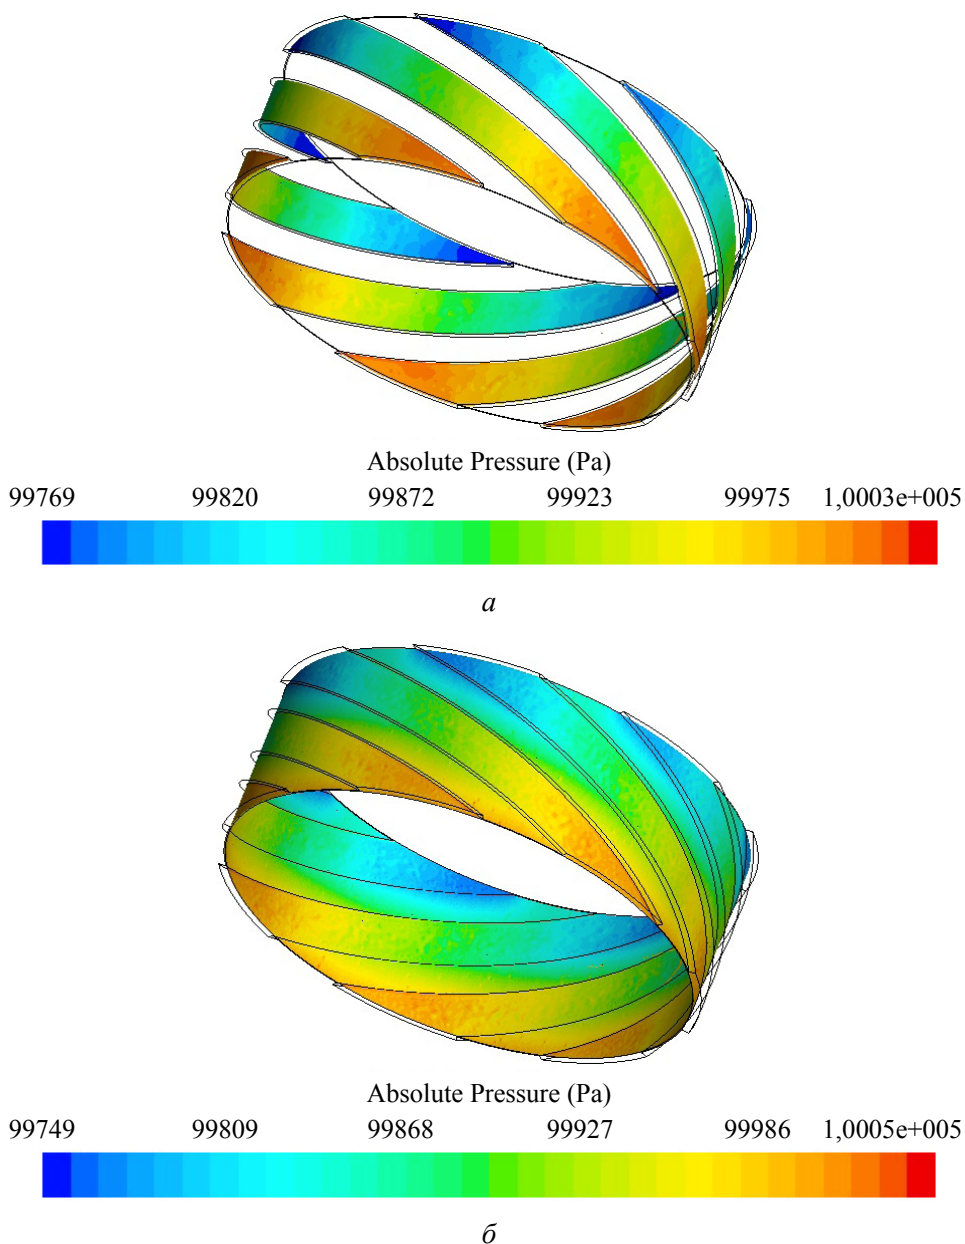 Absolute Pressure (Pa)
99769 99820 99872 99923 99975 1,0003e+005
а
Absolute Pressure (Pa)
99749 99809 99868 99927 99986 1,0005e+005
б